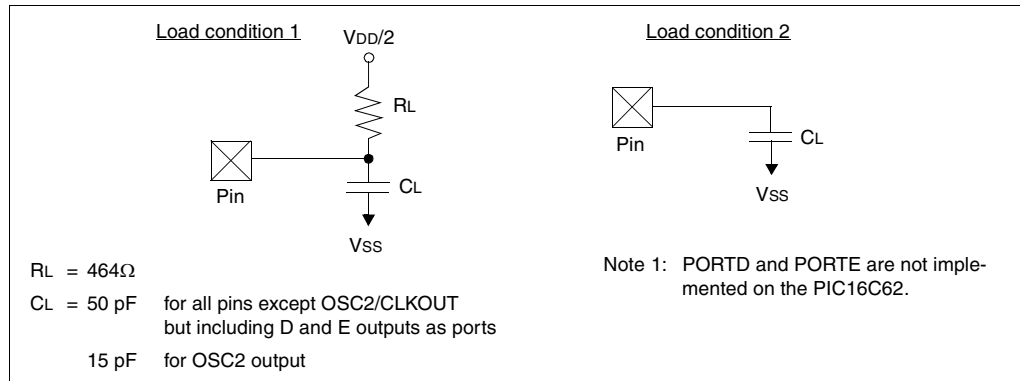 Load condition 1
VDD/2
RL
Pin
CL
VSS
RL = 464Ω
CL = 50 pF for all pins except OSC2/CLKOUT
but including D and E outputs as ports
15 pF for OSC2 output
Load condition 2
Pin
CL
VSS
Note 1: PORTD and PORTE are not imple-
mented on the PIC16C62.